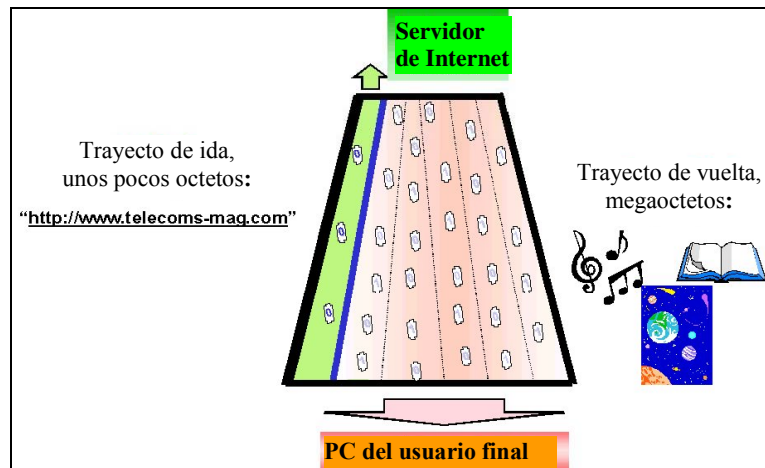 Servidor
de Internet
Trayecto de ida,
unos pocos octetos:
“http://www.telecoms-mag.com”
Trayecto de vuelta,
megaoctetos:
PC del usuario final